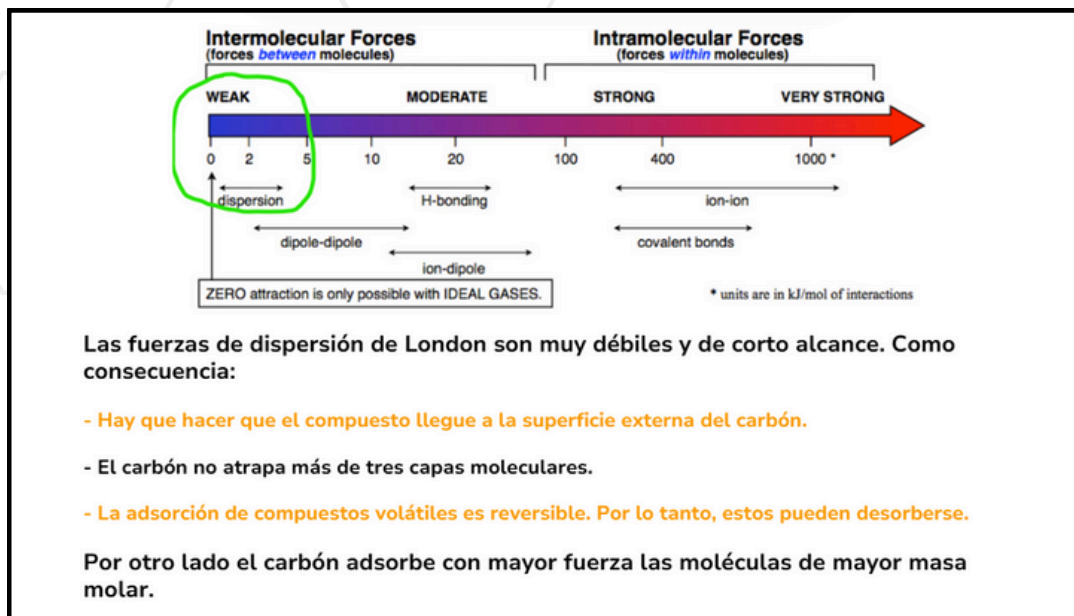 Intermolecular Forces
(forces between molecules)
Intramolecular Forces
(forces within molecules)
WEAK
MODERATE
STRONG
VERY STRONG
0
2
5
10
20
100
400
1000 *
dispersion
H-bonding
ion-ion
dipole-dipole
covalent bonds
ion-dipole
ZERO attraction is only possible with IDEAL GASES.
* units are in kJ/mol of interactions
Las fuerzas de dispersión de London son muy débiles y de corto alcance. Como
consecuencia:
- Hay que hacer que el compuesto llegue a la superficie externa del carbón.
- El carbón no atrapa más de tres capas moleculares.
- La adsorción de compuestos volátiles es reversible. Por lo tanto, estos pueden desorberse.
Por otro lado el carbón adsorbe con mayor fuerza las moléculas de mayor masa
molar.